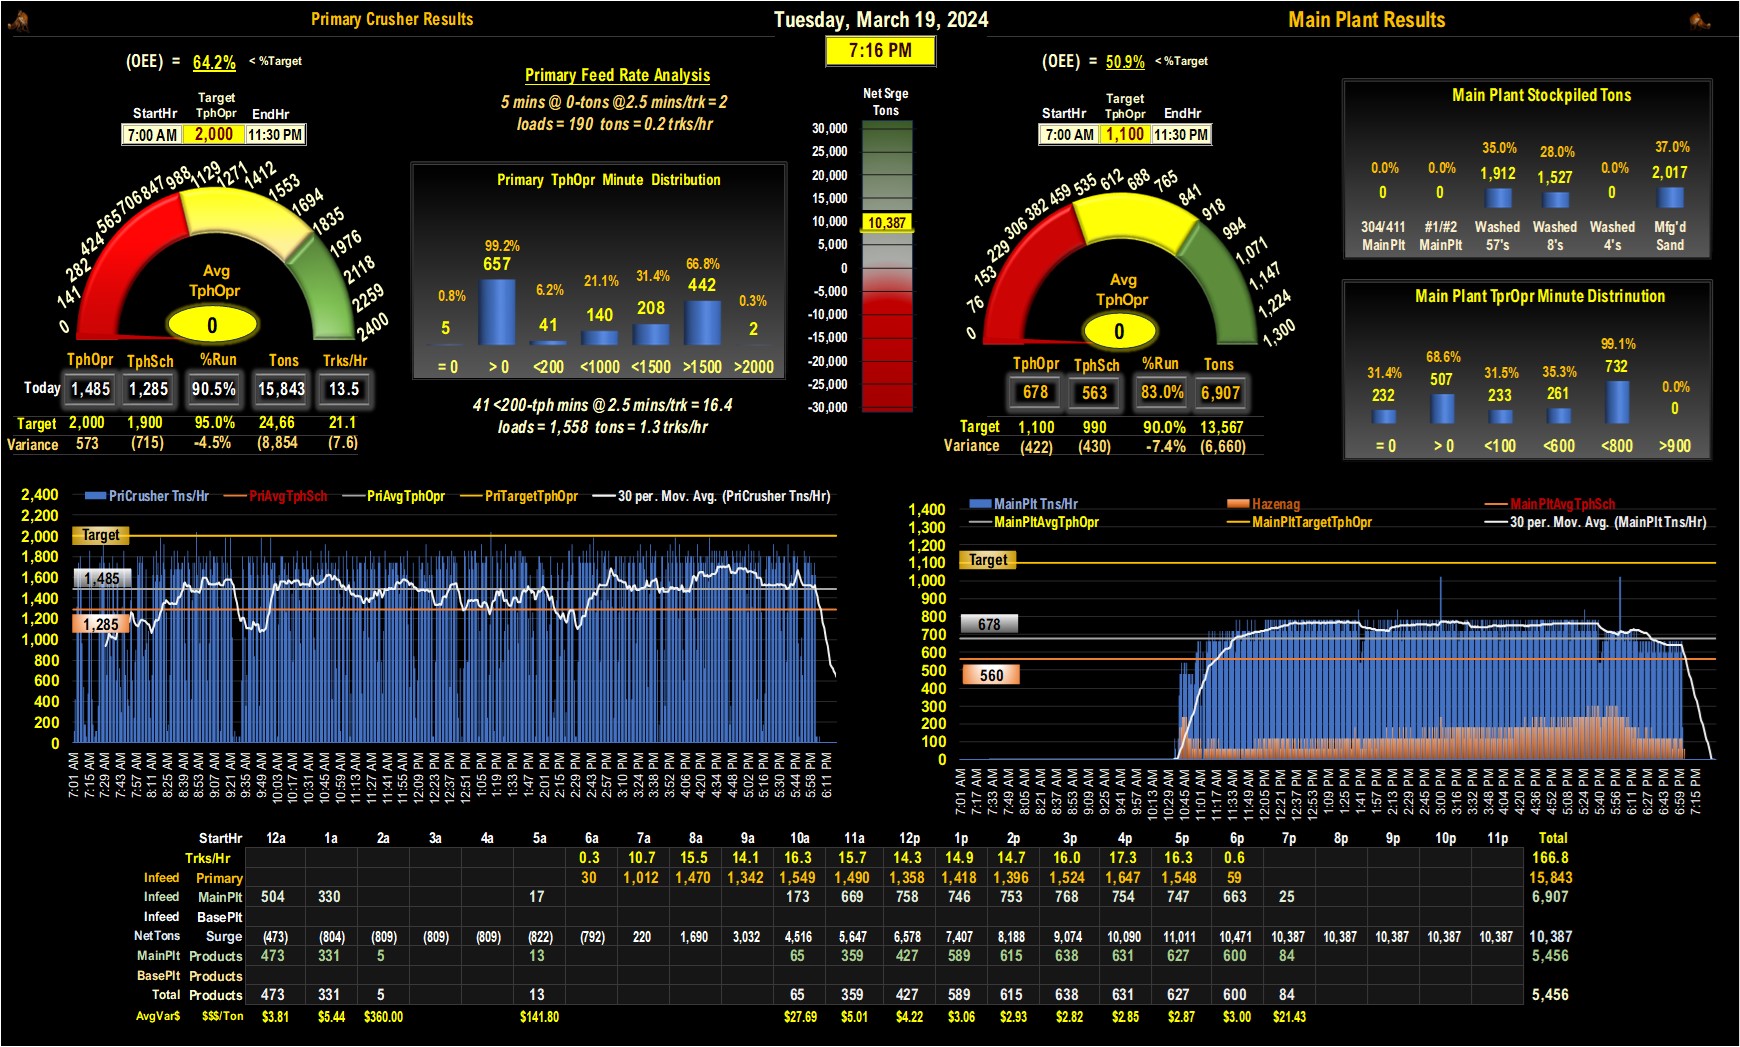 Primary Crusher Results
Tuesday, March 19, 2024
Main Plant Results
7:16 PM
(OEE) = 64.2% < %Target
StartHr
Target TphOpr
EndHr
7:00 AM 2,000 11:30 PM
0 141 282 424 565 706 847 988 1129 1271 1412 1553 1694 1835 1976 2118 2259 2400
Avg
TphOpr
0
TphOpr TphSch %Run Tons Trks/Hr
Today 1,485 1,285 90.5% 15,843 13.5
Target 2,000 1,900 95.0% 24,66 21.1
Variance 573 (715) -4.5% (8,854 (7.6)
Primary Feed Rate Analysis
5 mins @ 0-tons @2.5 mins/trk = 2
loads = 190 tons = 0.2 trks/hr
Primary TphOpr Minute Distribution
0.8% 99.2% 6.2% 21.1% 31.4% 66.8% 0.3%
5 657 41 140 208 442 2
= 0 > 0 <200 <1000 <1500 >1500 >2000
41 <200-tph mins @ 2.5 mins/trk = 16.4
loads = 1,558 tons = 1.3 trks/hr
Net Srge
Tons
30,000
25,000
20,000
15,000
10,000
10,387
5,000
0
-5,000
-10,000
-15,000
-20,000
-25,000
-30,000
(OEE) = 50.9% < %Target
StartHr
Target TphOpr
EndHr
7:00 AM 1,100 11:30 PM
0 76 153 229 306 382 459 535 612 688 765 841 918 994 1,071 1,147 1,224 1,300
Avg
TphOpr
0
TphOpr TphSch %Run Tons
678 563 83.0% 6,907
Target 1,100 990 90.0% 13,567
Variance (422) (430) -7.4% (6,660)
Main Plant Stockpiled Tons
0.0% 0.0% 35.0% 28.0% 0.0% 37.0%
0 0 1,912 1,527 0 2,017
304/411 #1/#2 Washed Washed Washed Mfg'd
MainPlt MainPlt 57's 8's 4's Sand
Main Plant TprOpr Minute Distrinution
31.4% 68.6% 31.5% 35.3% 99.1% 0.0%
232 507 233 261 732 0
= 0 > 0 <100 <600 <800 >900
PriCrusher Tns/Hr PriAvgTphSch PriAvgTphOpr PriTargetTphOpr 30 per. Mov. Avg. (PriCrusher Tns/Hr)
2,400
2,200
2,000
1,800
1,600
1,400
1,200
1,000
800
600
400
200
0
Target
1,485
1,285
7:01 AM 7:15 AM 7:29 AM 7:43 AM 7:57 AM 8:11 AM 8:25 AM 8:39 AM 8:53 AM 9:07 AM 9:21 AM 9:35 AM 9:49 AM 10:03 AM 10:17 AM 10:31 AM 10:45 AM 10:59 AM 11:13 AM 11:27 AM 11:41 AM 11:55 AM 12:09 PM 12:23 PM 12:37 PM 12:51 PM 1:05 PM 1:19 PM 1:33 PM 1:47 PM 2:01 PM 2:15 PM 2:29 PM 2:43 PM 2:57 PM 3:10 PM 3:24 PM 3:38 PM 3:52 PM 4:06 PM 4:20 PM 4:34 PM 4:48 PM 5:02 PM 5:16 PM 5:30 PM 5:44 PM 5:58 PM 6:11 PM
MainPlt Tns/Hr Hazenag MainPltAvgTphSch
MainPltAvgTphOpr MainPltTargetTphOpr 30 per. Mov. Avg. (MainPlt Tns/Hr)
1,400
1,300
1,200
1,100
1,000
900
800
700
600
500
400
300
200
100
0
Target
678
560
7:01 AM 7:17 AM 7:33 AM 7:49 AM 8:05 AM 8:21 AM 8:37 AM 8:53 AM 9:09 AM 9:25 AM 9:41 AM 9:57 AM 10:13 AM 10:29 AM 10:45 AM 11:01 AM 11:17 AM 11:33 AM 11:49 AM 12:05 PM 12:21 PM 12:37 PM 12:53 PM 1:09 PM 1:25 PM 1:41 PM 1:57 PM 2:13 PM 2:29 PM 2:45 PM 3:00 PM 3:16 PM 3:32 PM 3:48 PM 4:04 PM 4:20 PM 4:36 PM 4:52 PM 5:08 PM 5:24 PM 5:40 PM 5:56 PM 6:11 PM 6:27 PM 6:43 PM 6:59 PM 7:15 PM
StartHr 12a 1a 2a 3a 4a 5a 6a 7a 8a 9a 10a 11a 12p 1p 2p 3p 4p 5p 6p 7p 8p 9p 10p 11p Total
Trks/Hr 0.3 10.7 15.5 14.1 16.3 15.7 14.3 14.9 14.7 16.0 17.3 16.3 0.6 166.8
Infeed Primary 30 1,012 1,470 1,342 1,549 1,490 1,358 1,418 1,396 1,524 1,647 1,548 59 15,843
Infeed MainPlt 504 330 17 173 669 758 746 753 768 754 747 663 25 6,907
Infeed BasePlt
NetTons Surge (473) (804) (809) (809) (809) (822) (792) 220 1,690 3,032 4,516 5,647 6,578 7,407 8,188 9,074 10,090 11,011 10,471 10,387 10,387 10,387 10,387 10,387 10,387
MainPlt Products 473 331 5 13 65 359 427 589 615 638 631 627 600 84 5,456
BasePlt Products
Total Products 473 331 5 13 65 359 427 589 615 638 631 627 600 84 5,456
AvgVar$ $$$/Ton $3.81 $5.44 $360.00 $141.80 $27.69 $5.01 $4.22 $3.06 $2.93 $2.82 $2.85 $2.87 $3.00 $21.43